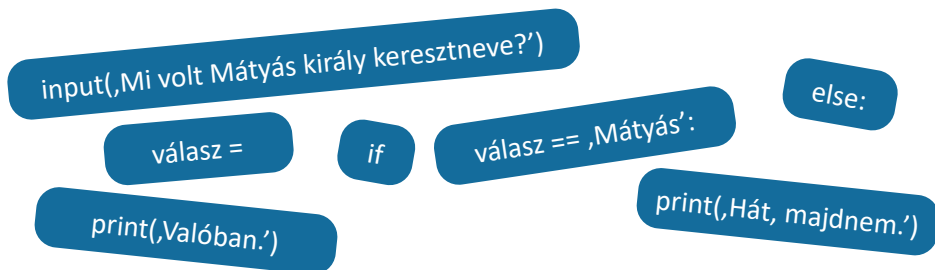 input(‚Mi volt Mátyás király keresztneve?’)
else:
válasz =
if
válasz == ‚Mátyás’:
print(‚Valóban.’)
print(‚Hát, majdnem.’)